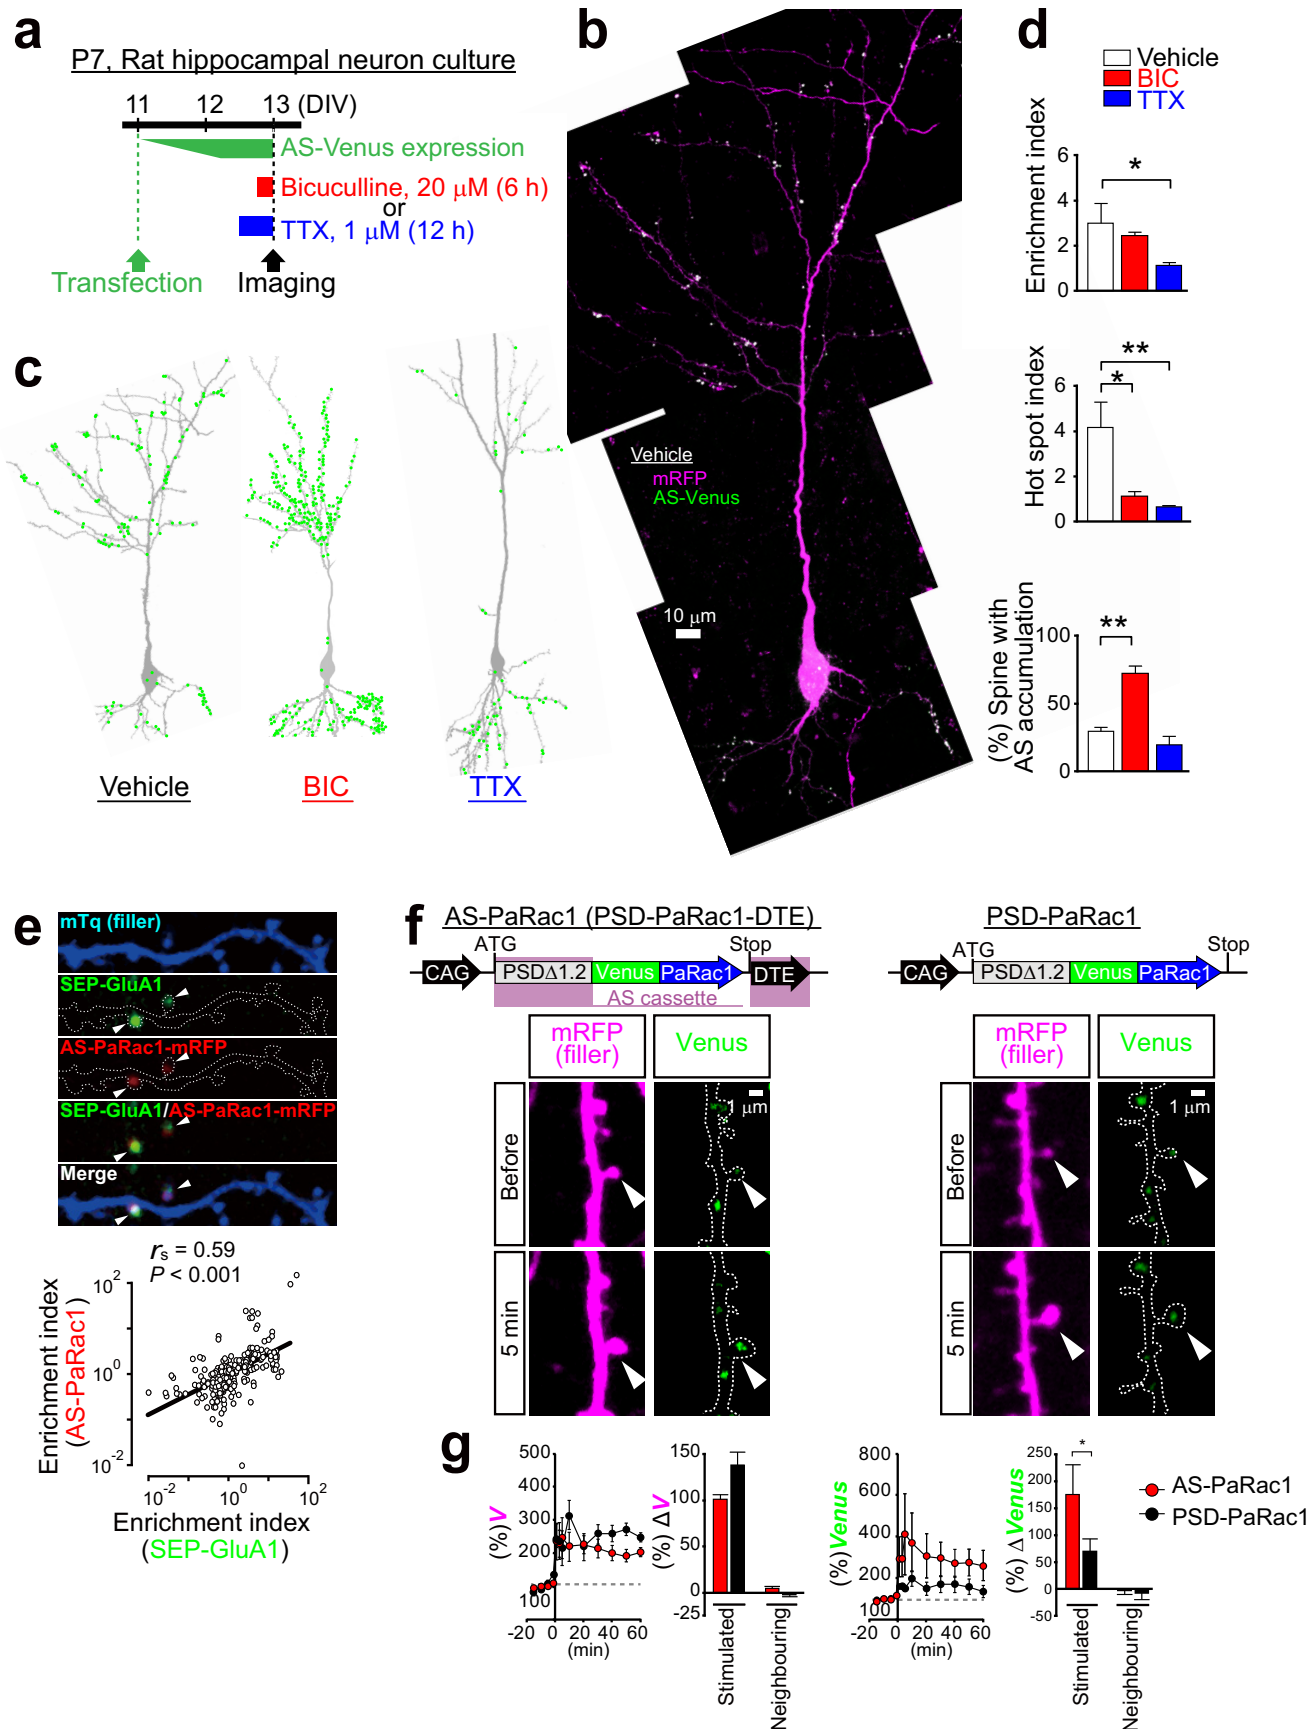 a
P7, Rat hippocampal neuron culture
11 12 13 (DIV)
AS-Venus expression
Bicuculline, 20 μM (6 h)
or
TTX, 1 μM (12 h)
Transfection Imaging
b
Vehicle
mRFP
AS-Venus
10 μm
c
Vehicle BIC TTX
d
Vehicle
BIC
TTX
Enrichment index
6
4
2
0
*
Hot spot index
6
4
2
0
**
*
(%) Spine with
AS accumulation
100
50
0
**
e
mTq (filler)
SEP-GluA1
AS-PaRac1-mRFP
SEP-GluA1/AS-PaRac1-mRFP
Merge
rs = 0.59
P < 0.001
Enrichment index
(AS-PaRac1)
10²
10⁰
10⁻²
10⁻² 10⁰ 10²
Enrichment index
(SEP-GluA1)
f
AS-PaRac1 (PSD-PaRac1-DTE)
ATG Stop
CAG PSDΔ1.2 Venus PaRac1 DTE
AS cassette
mRFP
(filler)
Venus
1 μm
Before
5 min
PSD-PaRac1
ATG Stop
CAG PSDΔ1.2 Venus PaRac1
mRFP
(filler)
Venus
1 μm
Before
5 min
g
(%) V
500
400
300
200
100
-20 0 20 40 60
(min)
(%) ΔV
150
100
50
0
-25
Stimulated
Neighbouring
(%) Venus
800
600
400
200
100
-20 0 20 40 60
(min)
(%) ΔVenus
250
200
150
100
50
0
-50
*
Stimulated
Neighbouring
AS-PaRac1
PSD-PaRac1